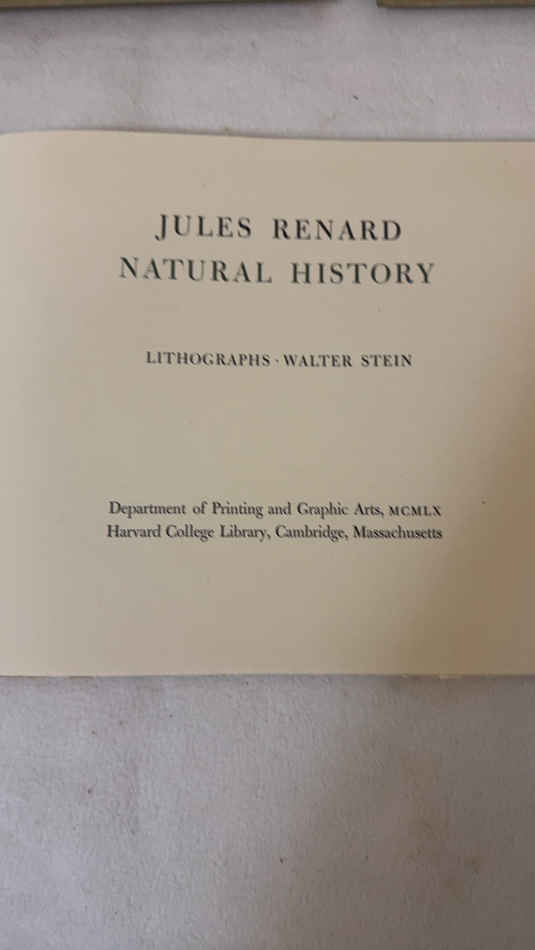 JULES RENARD
NATURAL HISTORY
LITHOGRAPHS · WALTER STEIN
Department of Printing and Graphic Arts, MCMLX
Harvard College Library, Cambridge, Massachusetts